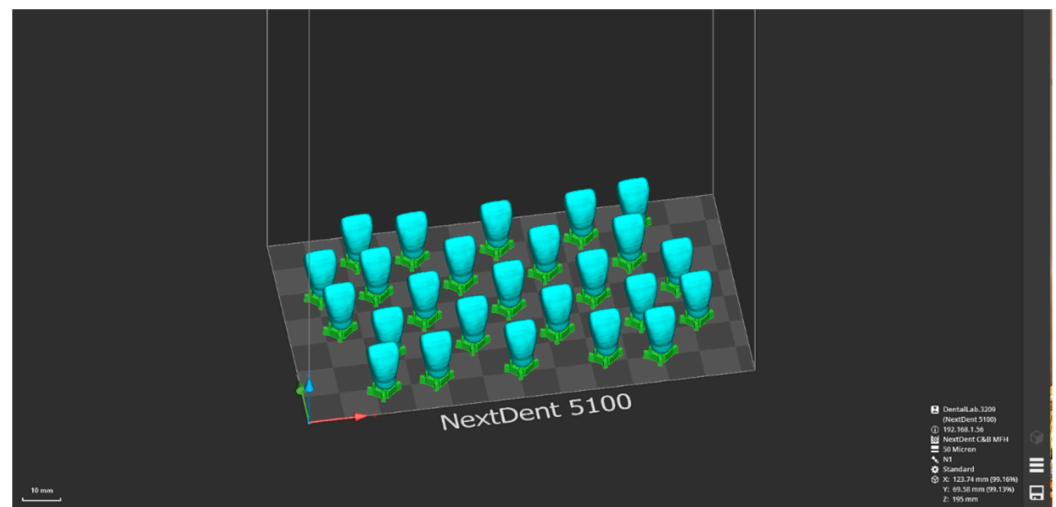 NextDent 5100
DentalLab.3209
(NextDent 5100)
192.168.1.56
NextDent C&B MFH
50 Micron
N1
Standard
X: 123.74 mm (99.16%)
Y: 69.58 mm (99.13%)
Z: 195 mm
10 mm